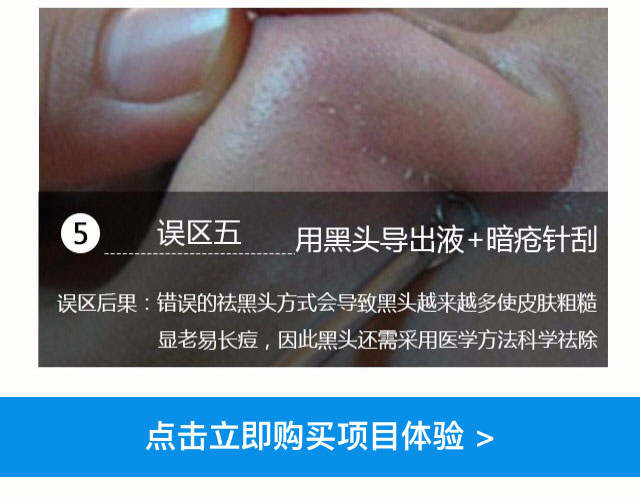 5 误区五 用黑头导出液+暗疮针刮
误区后果：错误的祛黑头方式会导致黑头越来越多使皮肤粗糙
显老易长痘，因此黑头还需采用医学方法科学祛除
点击立即购买项目体验 >